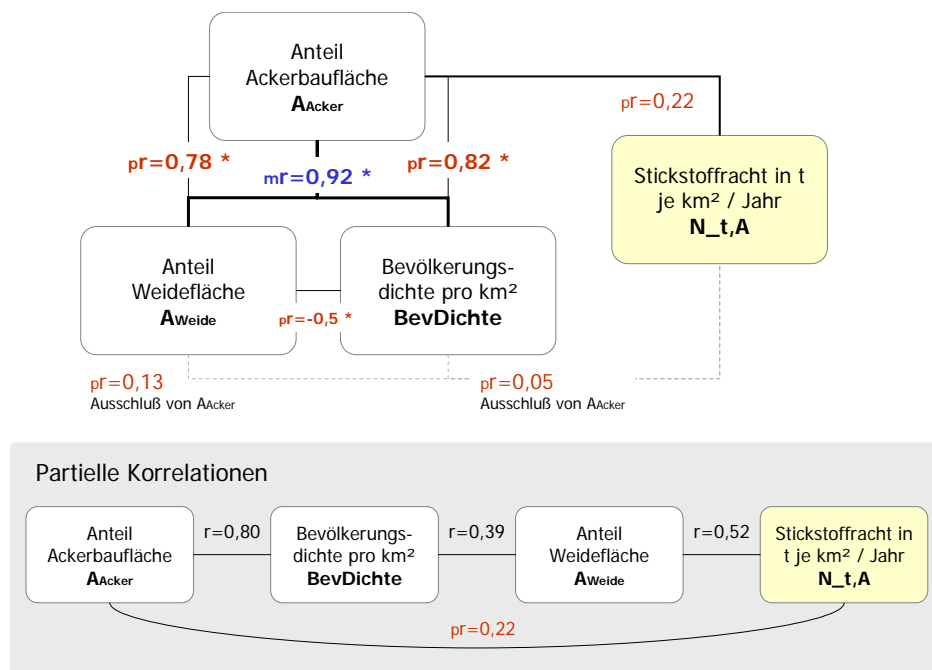 Anteil
Ackerbaufläche
AAcker
pr=0,22
pr=0,78 *
pr=0,82 *
mr=0,92 *
Stickstoffracht in t
je km² / Jahr
N_t,A
Anteil
Weidefläche
AWeide
pr=-0,5 *
Bevölkerungs-
dichte pro km²
BevDichte
pr=0,13
Ausschluß von AAcker
pr=0,05
Ausschluß von AAcker
Partielle Korrelationen
Anteil
Ackerbaufläche
AAcker
r=0,80
Bevölkerungs-
dichte pro km²
BevDichte
r=0,39
Anteil
Weidefläche
AWeide
r=0,52
Stickstoffracht in
t je km² / Jahr
N_t,A
pr=0,22